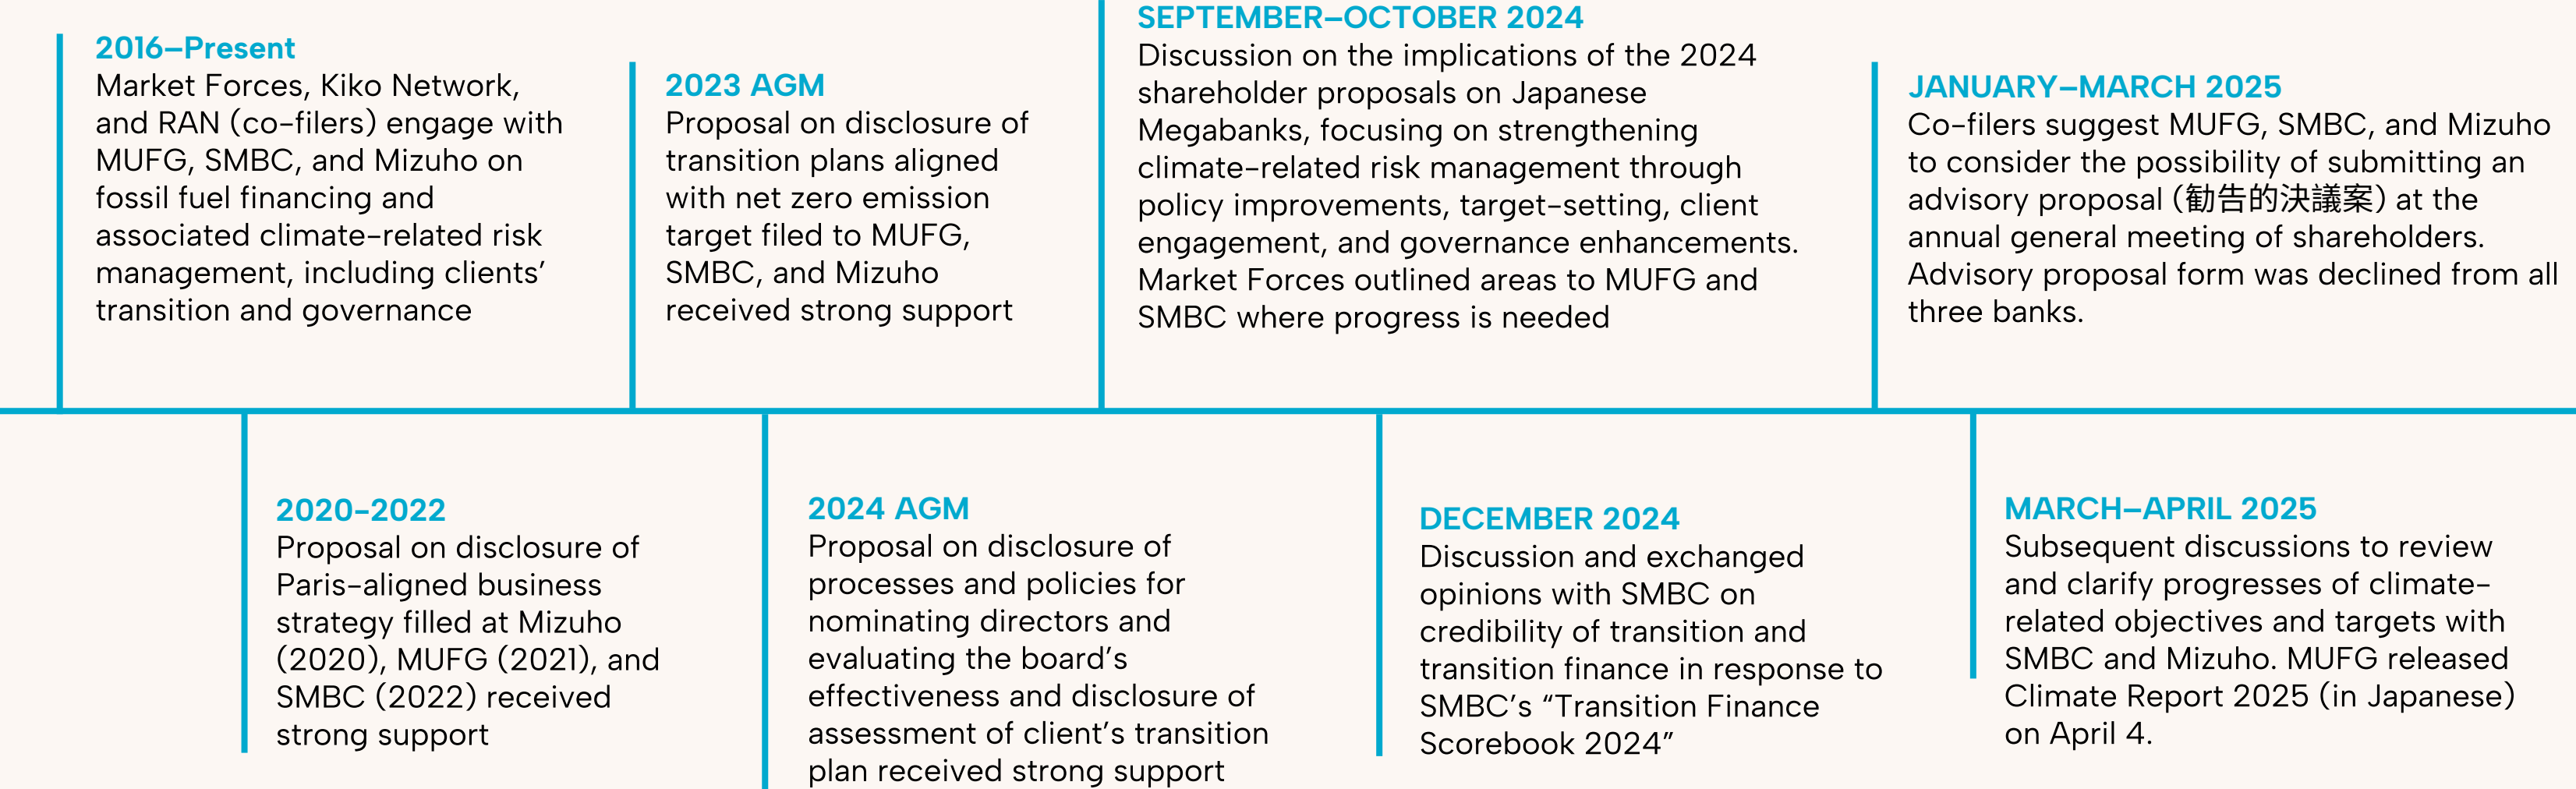 2016–Present
Market Forces, Kiko Network,
and RAN (co-filers) engage with
MUFG, SMBC, and Mizuho on
fossil fuel financing and
associated climate-related risk
management, including clients’
transition and governance
2020-2022
Proposal on disclosure of
Paris-aligned business
strategy filled at Mizuho
(2020), MUFG (2021), and
SMBC (2022) received
strong support
2023 AGM
Proposal on disclosure of
transition plans aligned
with net zero emission
target filed to MUFG,
SMBC, and Mizuho
received strong support
2024 AGM
Proposal on disclosure of
processes and policies for
nominating directors and
evaluating the board’s
effectiveness and disclosure of
assessment of client’s transition
plan received strong support
SEPTEMBER–OCTOBER 2024
Discussion on the implications of the 2024
shareholder proposals on Japanese
Megabanks, focusing on strengthening
climate-related risk management through
policy improvements, target-setting, client
engagement, and governance enhancements.
Market Forces outlined areas to MUFG and
SMBC where progress is needed
DECEMBER 2024
Discussion and exchanged
opinions with SMBC on
credibility of transition and
transition finance in response to
SMBC’s “Transition Finance
Scorebook 2024”
JANUARY–MARCH 2025
Co-filers suggest MUFG, SMBC, and Mizuho
to consider the possibility of submitting an
advisory proposal (勧告的決議案) at the
annual general meeting of shareholders.
Advisory proposal form was declined from all
three banks.
MARCH–APRIL 2025
Subsequent discussions to review
and clarify progresses of climate-
related objectives and targets with
SMBC and Mizuho. MUFG released
Climate Report 2025 (in Japanese)
on April 4.